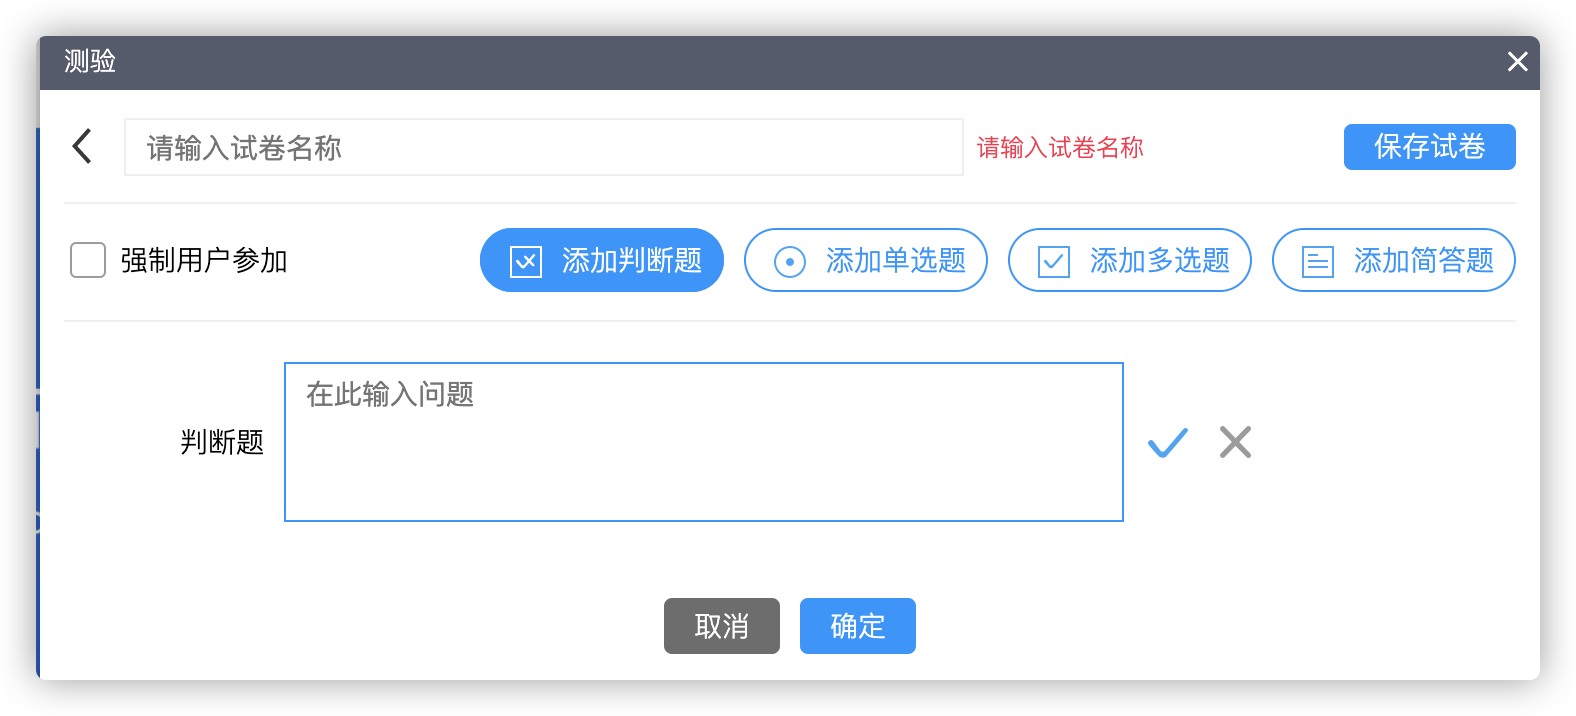 测验
请输入试卷名称 请输入试卷名称 保存试卷
强制用户参加 添加判断题 添加单选题 添加多选题 添加简答题
在此输入问题
判断题
取消 确定